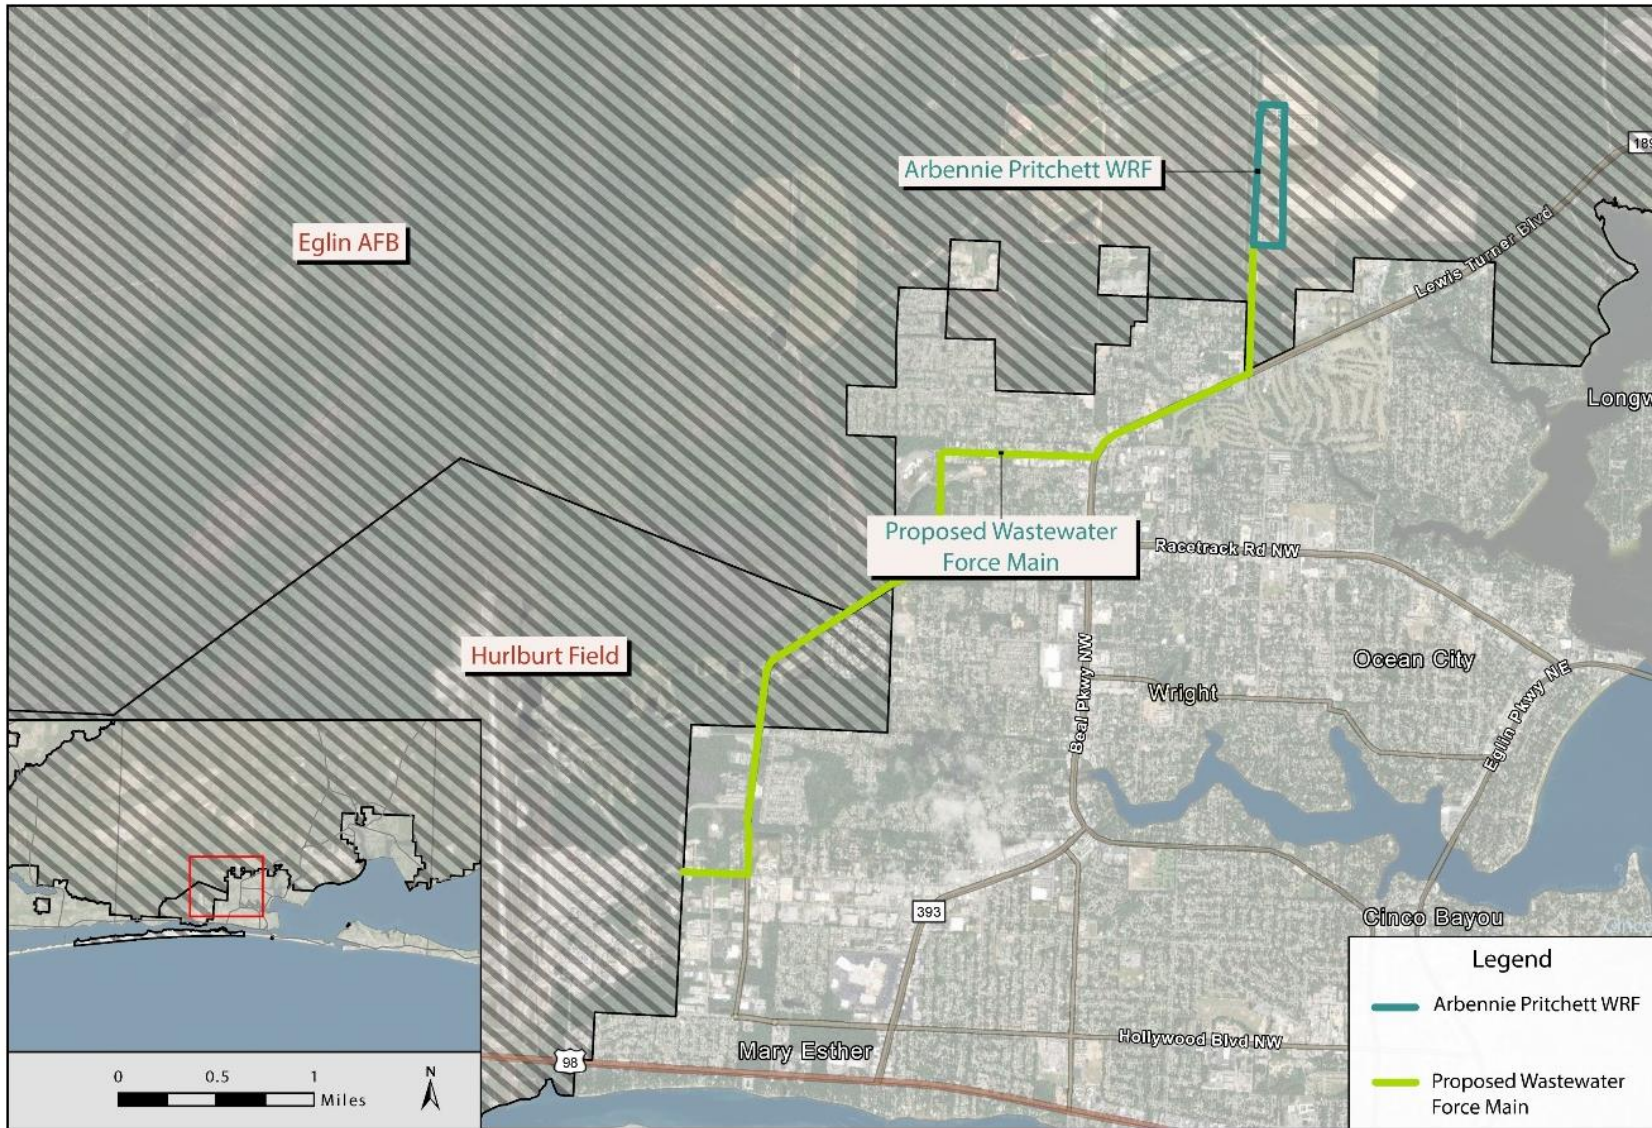 189
Arbennie Pritchett WRF
Lewis Turner Blvd
Eglin AFB
Longw
Proposed Wastewater
Force Main
Racetrack Rd NW
Hurlburt Field
Ocean City
Wright
Beal Pkwy NW
Eglin Pkwy NE
393
Cinco Bayou
Legend
Arbennie Pritchett WRF
Hollywood Blvd NW
Mary Esther
98
Proposed Wastewater
Force Main
0 0.5 1
Miles
N